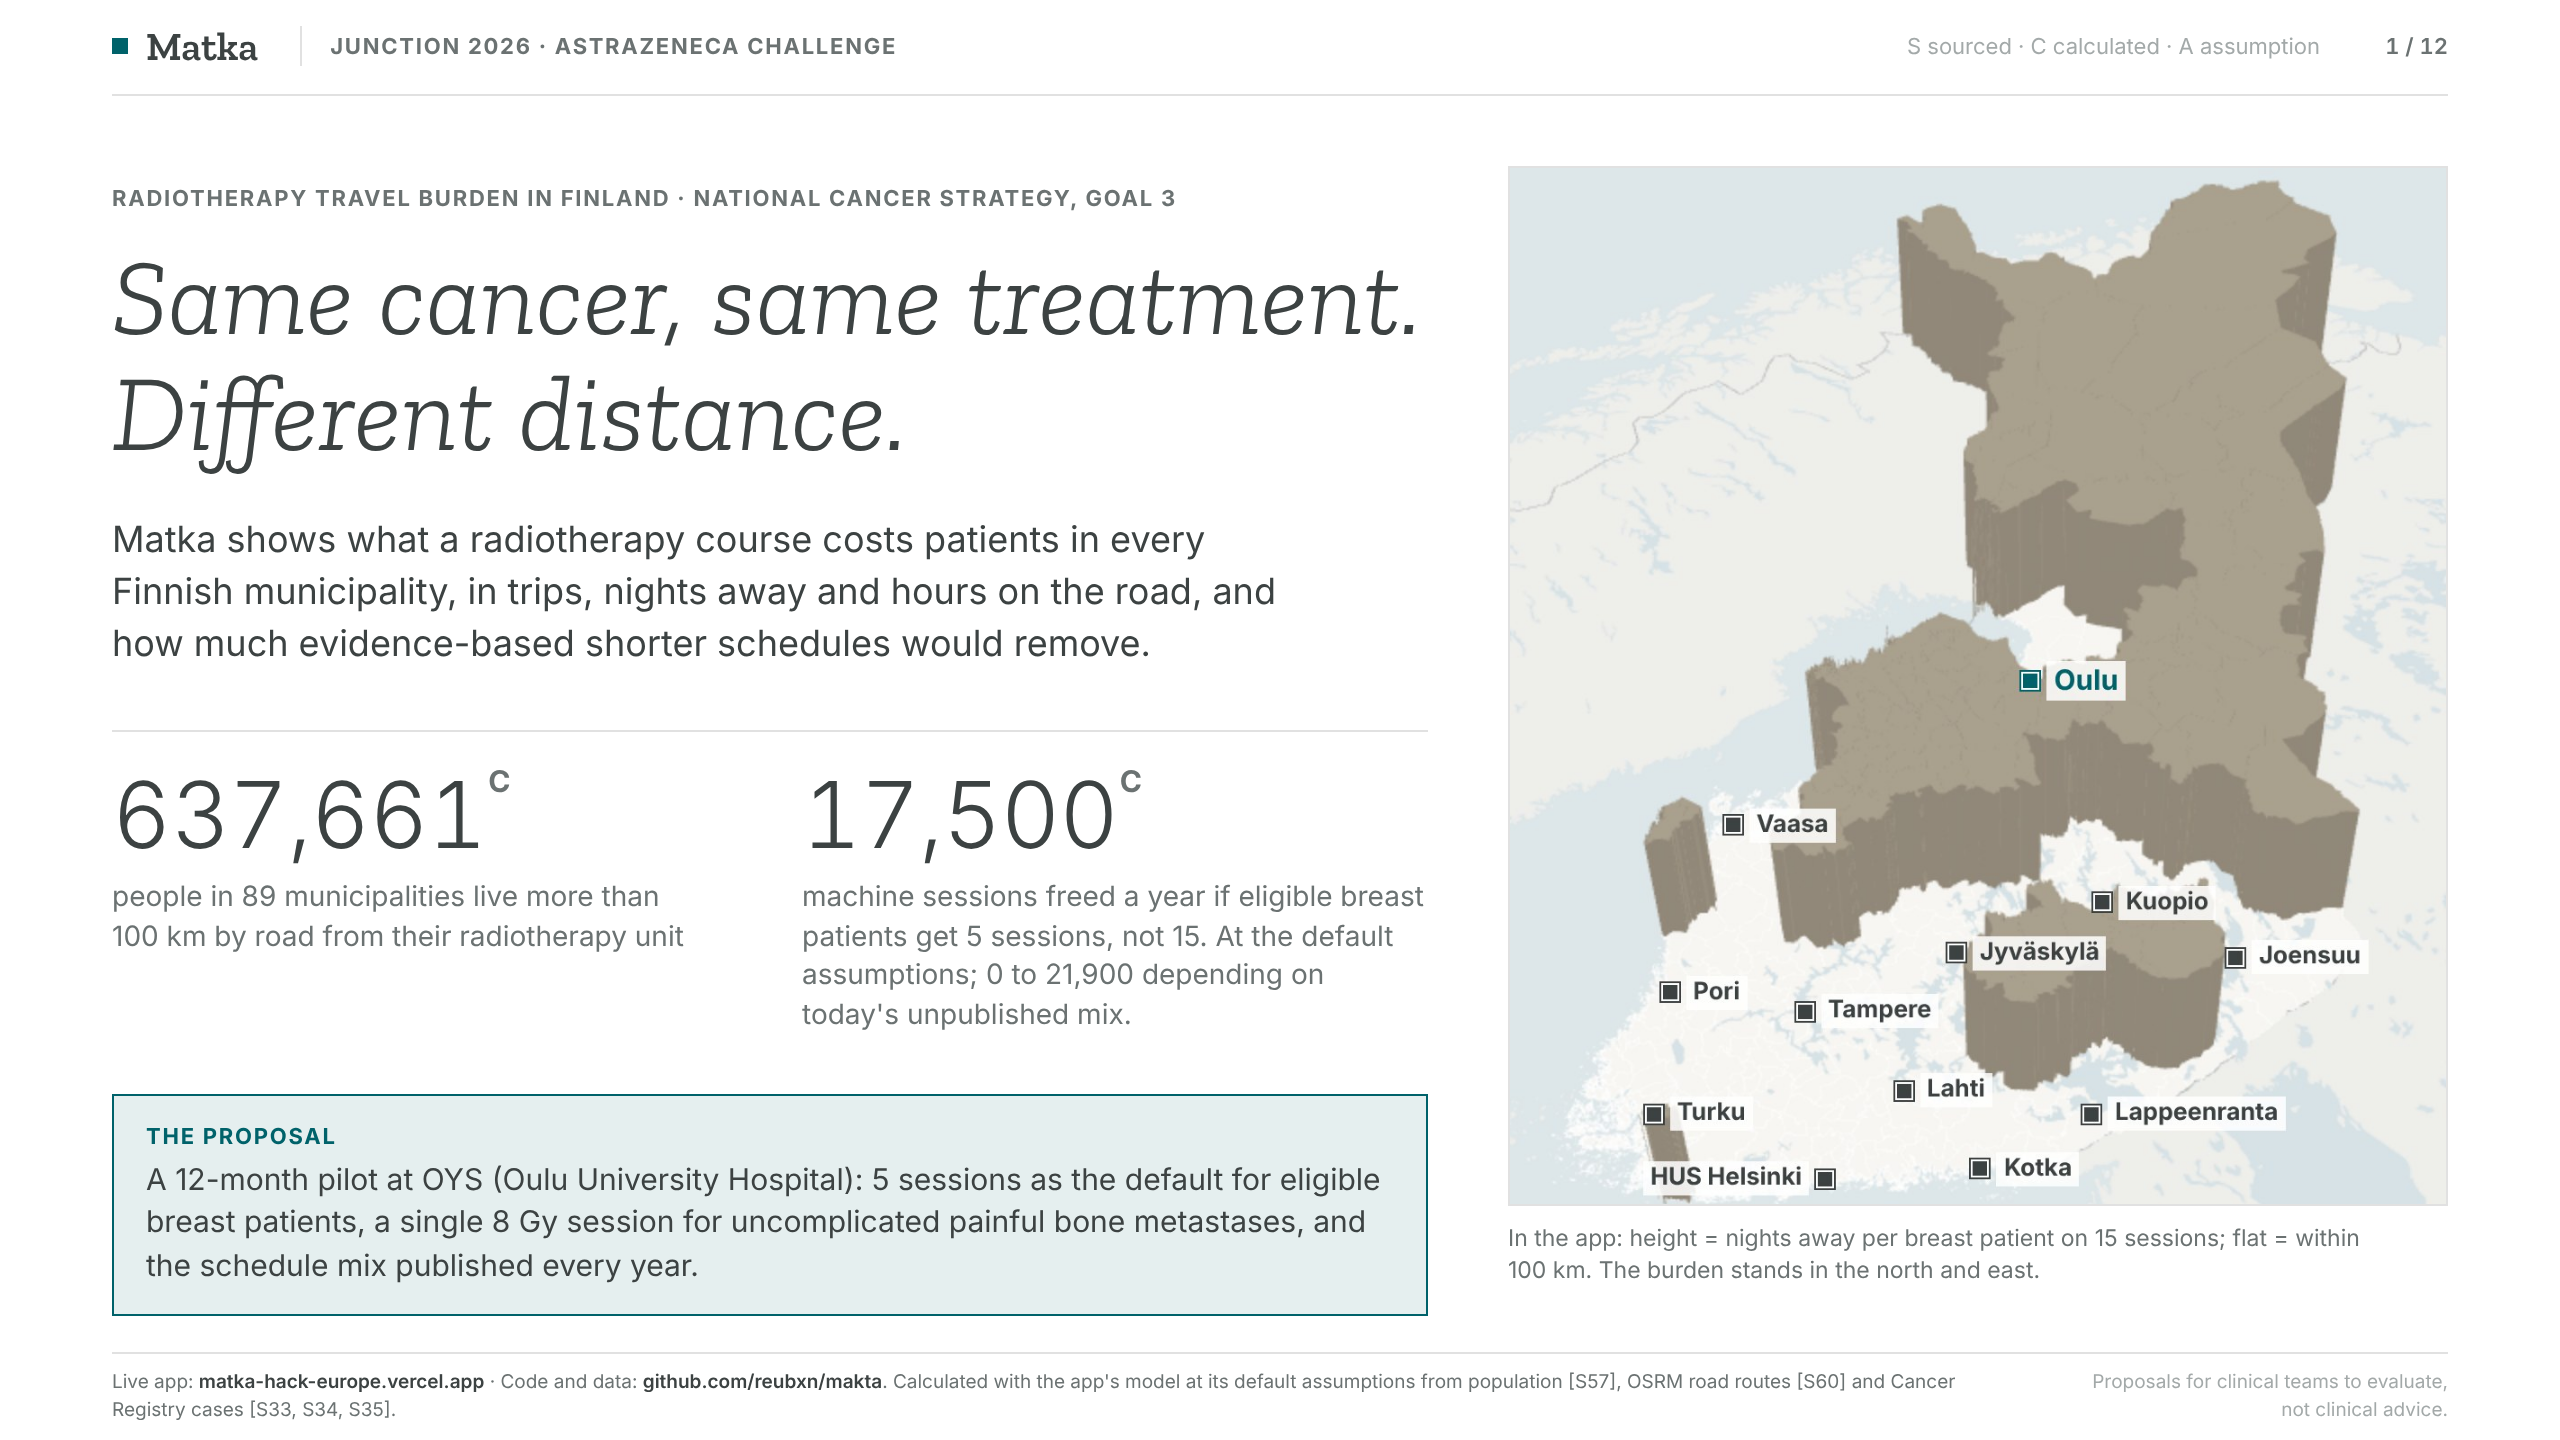 Matka
JUNCTION 2026 · ASTRAZENECA CHALLENGE
S sourced · C calculated · A assumption
1 / 12
RADIOTHERAPY TRAVEL BURDEN IN FINLAND · NATIONAL CANCER STRATEGY, GOAL 3
Same cancer, same treatment.
Different distance.
Matka shows what a radiotherapy course costs patients in every
Finnish municipality, in trips, nights away and hours on the road, and
how much evidence-based shorter schedules would remove.
637,661 C
people in 89 municipalities live more than
100 km by road from their radiotherapy unit
17,500 C
machine sessions freed a year if eligible breast
patients get 5 sessions, not 15. At the default
assumptions; 0 to 21,900 depending on
today's unpublished mix.
THE PROPOSAL
A 12-month pilot at OYS (Oulu University Hospital): 5 sessions as the default for eligible
breast patients, a single 8 Gy session for uncomplicated painful bone metastases, and
the schedule mix published every year.
Oulu
Vaasa
Kuopio
Jyväskylä
Joensuu
Pori
Tampere
Lahti
Turku
Lappeenranta
HUS Helsinki
Kotka
In the app: height = nights away per breast patient on 15 sessions; flat = within
100 km. The burden stands in the north and east.
Live app: matka-hack-europe.vercel.app · Code and data: github.com/reubxn/makta. Calculated with the app's model at its default assumptions from population [S57], OSRM road routes [S60] and Cancer
Registry cases [S33, S34, S35].
Proposals for clinical teams to evaluate,
not clinical advice.